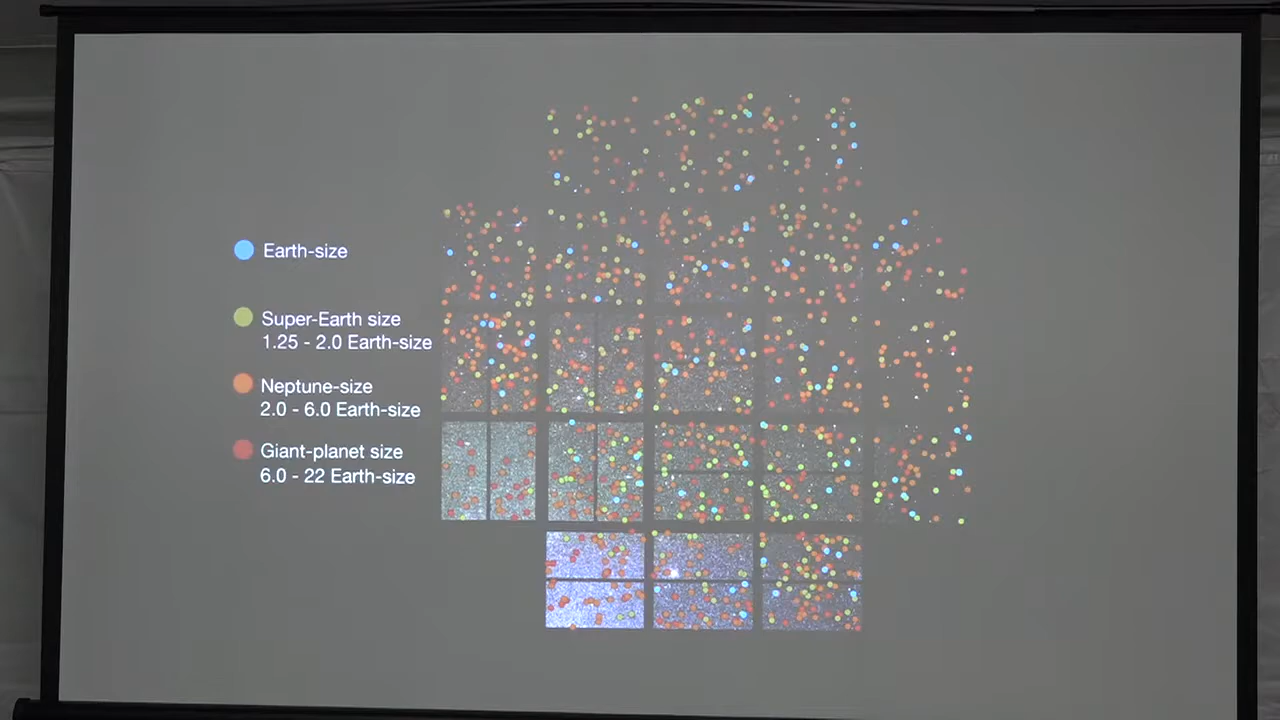 Earth-size
Super-Earth size
1.25 - 2.0 Earth-size
Neptune-size
2.0 - 6.0 Earth-size
Giant-planet size
6.0 - 22 Earth-size